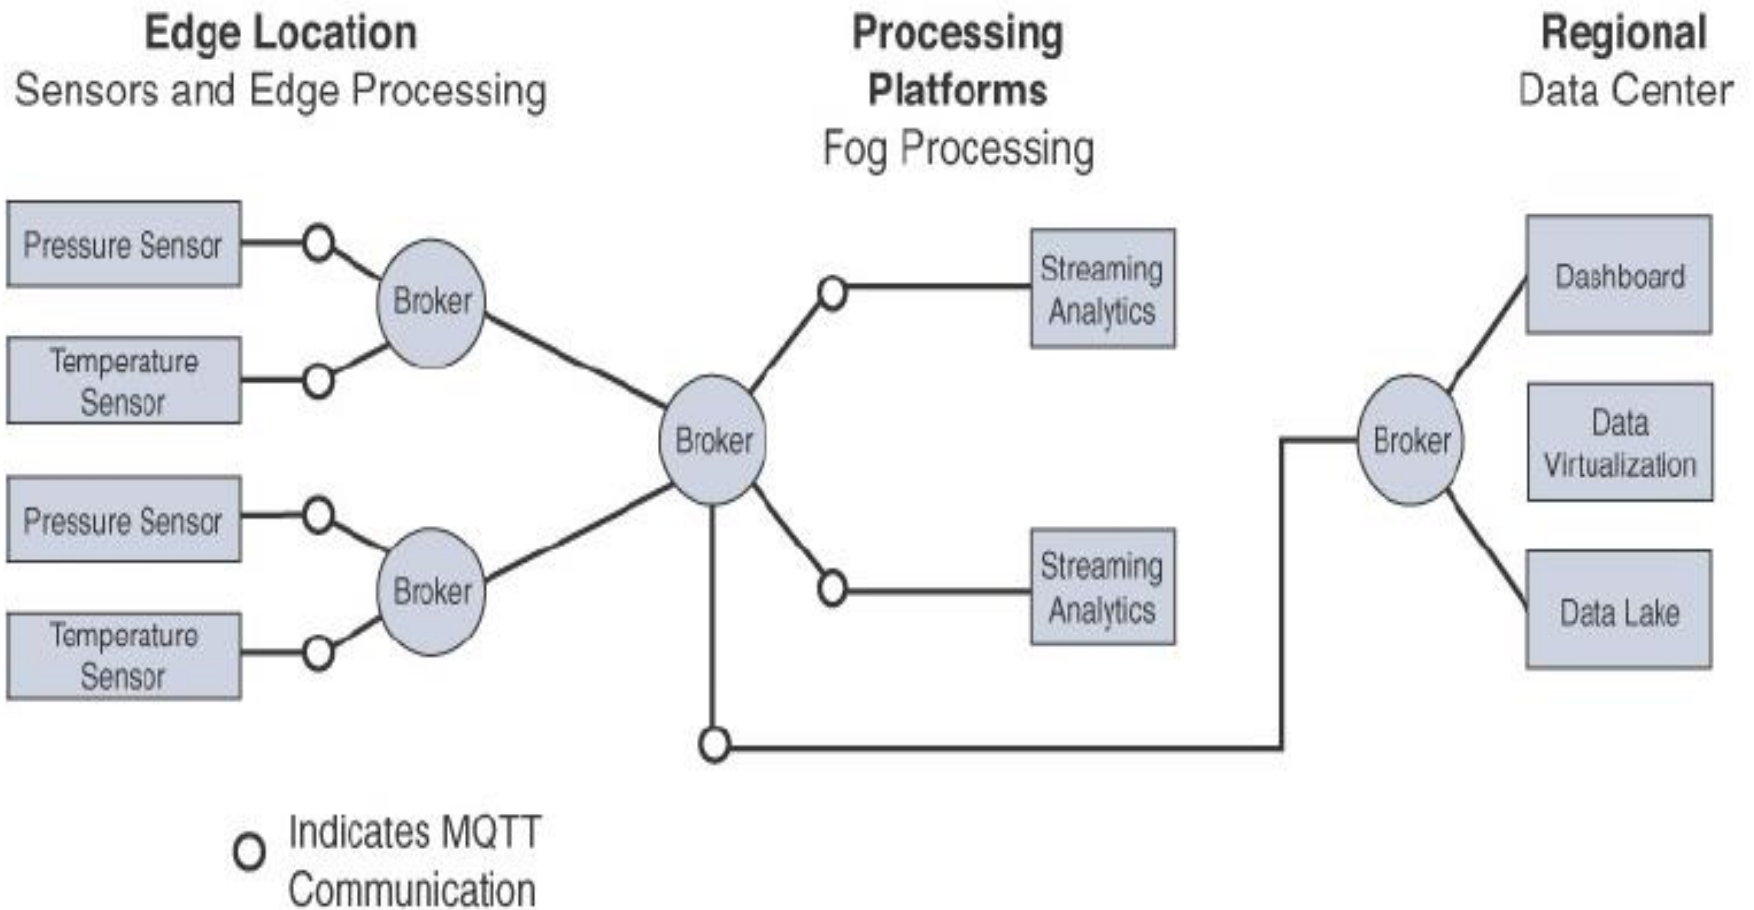 Edge Location
Sensors and Edge Processing
Processing
Platforms
Fog Processing
Regional
Data Center
Pressure Sensor
Temperature
Sensor
Pressure Sensor
Temperature
Sensor
Broker
Broker
Broker
Streaming
Analytics
Streaming
Analytics
Broker
Dashboard
Data
Virtualization
Data Lake
Indicates MQTT
Communication